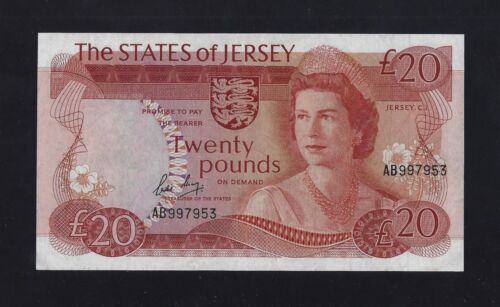 The STATES of JERSEY
£20
PROMISE TO PAY
THE BEARER
JERSEY, C.I.
Twenty
pounds
ON DEMAND
AB997953
TREASURER OF THE STATES
AB997953
£20
£20